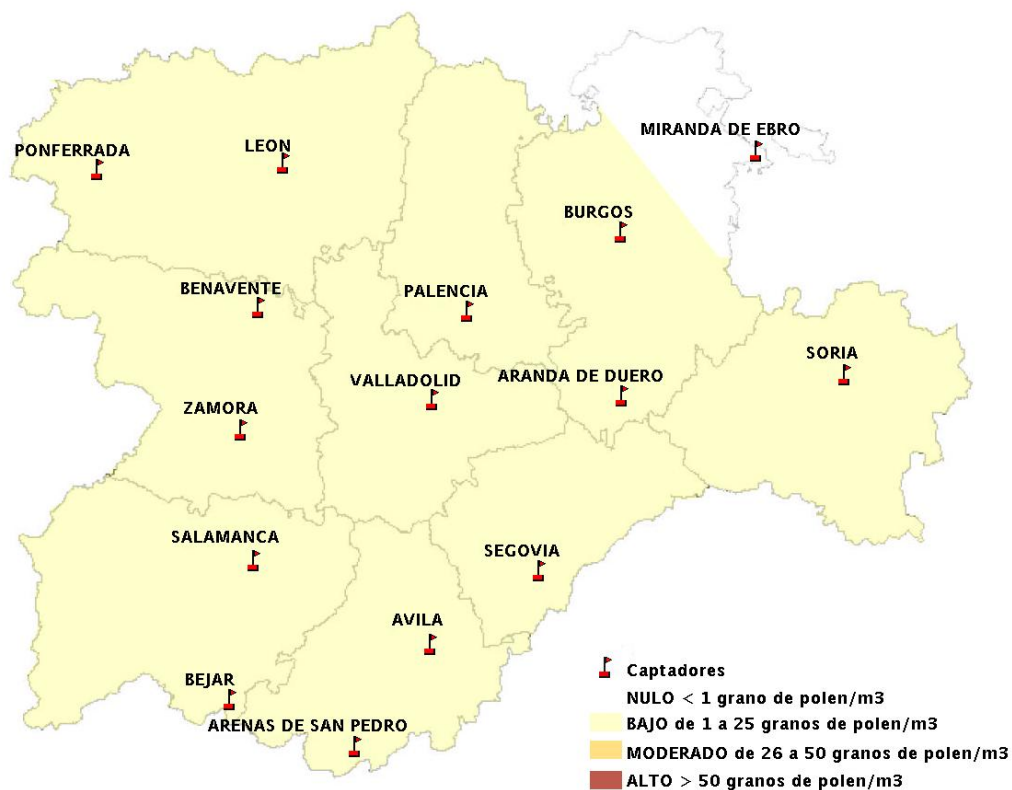 MIRANDA DE EBRO
PONFERRADA
LEON
BURGOS
BENAVENTE
PALENCIA
SORIA
VALLADOLID
ARANDA DE DUERO
ZAMORA
SALAMANCA
SEGOVIA
AVILA
BEJAR
ARENAS DE SAN PEDRO
Captadores
NULO < 1 grano de polen/m3
BAJO de 1 a 25 granos de polen/m3
MODERADO de 26 a 50 granos de polen/m3
ALTO > 50 granos de polen/m3